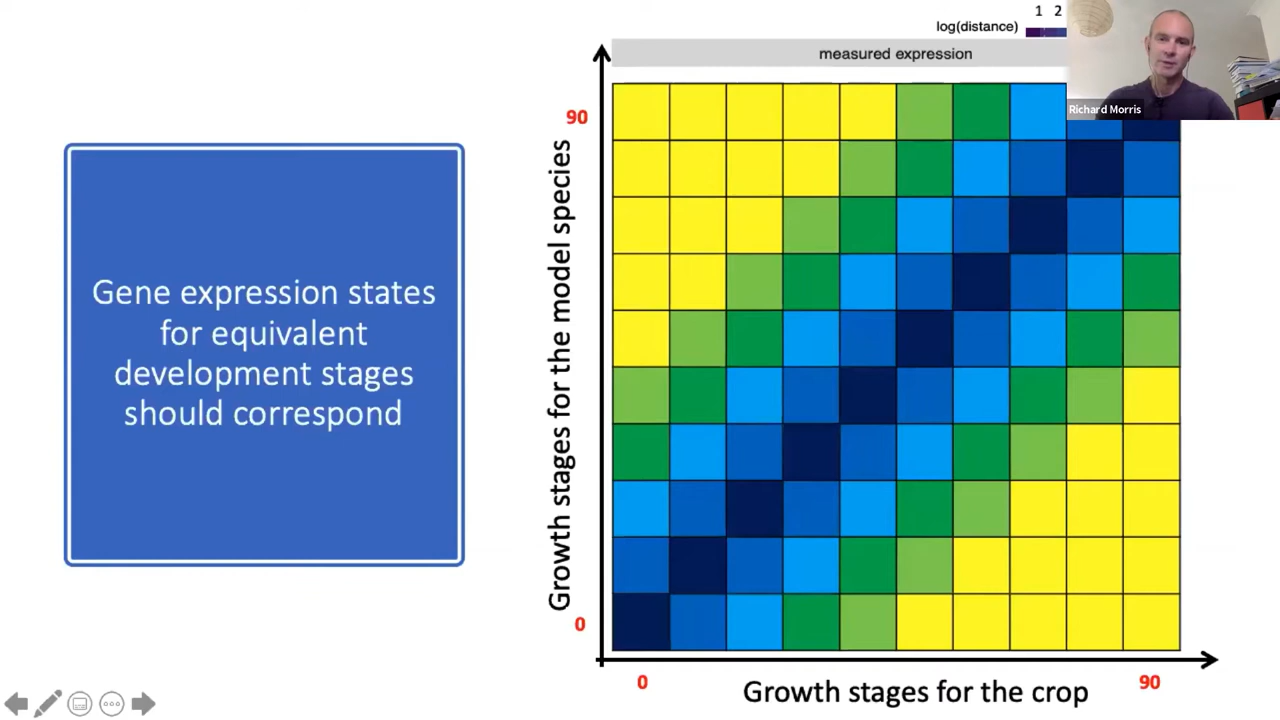 1 2
log(distance)
measured expression
Richard Morris
90
Growth stages for the model species
0
Gene expression states
for equivalent
development stages
should correspond
0
90
Growth stages for the crop